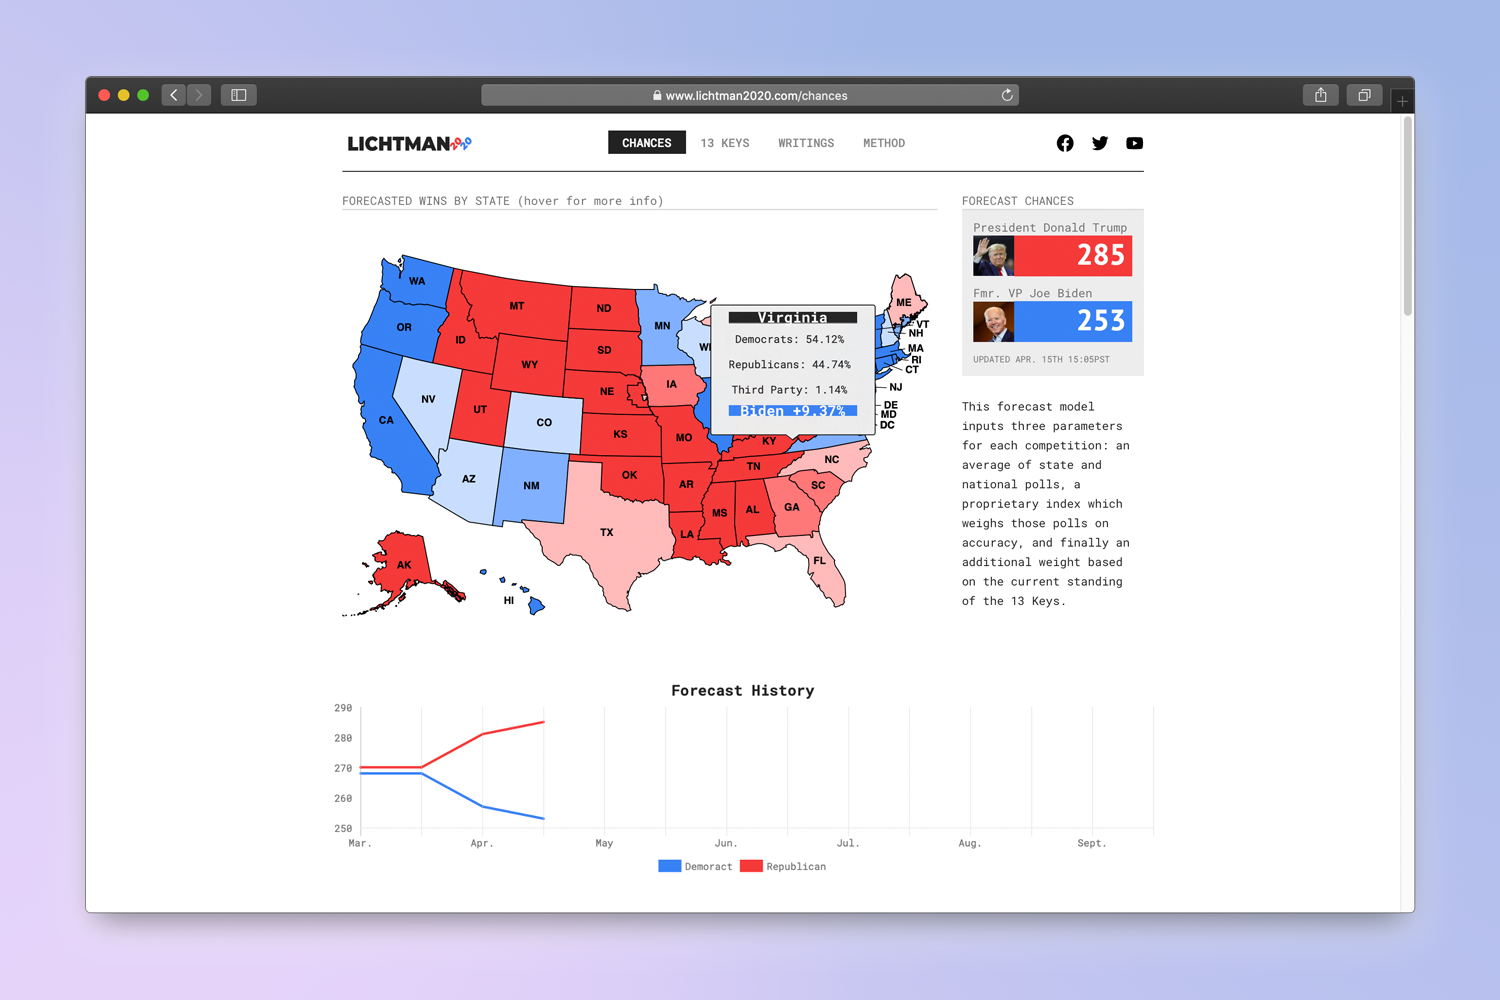 www.lichtman2020.com/chances
LICHTMAN2020
CHANCES
13 KEYS
WRITINGS
METHOD
FORECASTED WINS BY STATE (hover for more info)
FORECAST CHANCES
President Donald Trump
285
Fmr. VP Joe Biden
253
UPDATED APR. 15TH 15:05PST
This forecast model
inputs three parameters
for each competition: an
average of state and
national polls, a
proprietary index which
weighs those polls on
accuracy, and finally an
additional weight based
on the current standing
of the 13 Keys.
WA
OR
CA
NV
ID
MT
WY
UT
AZ
CO
NM
ND
SD
NE
KS
OK
TX
MN
IA
MO
AR
LA
WI
Virginia
Democrats: 54.12%
Republicans: 44.74%
Third Party: 1.14%
Biden +9.37%
KY
TN
MS
AL
GA
FL
SC
NC
ME
VT
NH
MA
RI
CT
NJ
DE
MD
DC
AK
HI
Forecast History
290
280
270
260
250
Mar.
Apr.
May
Jun.
Jul.
Aug.
Sept.
Demoract
Republican